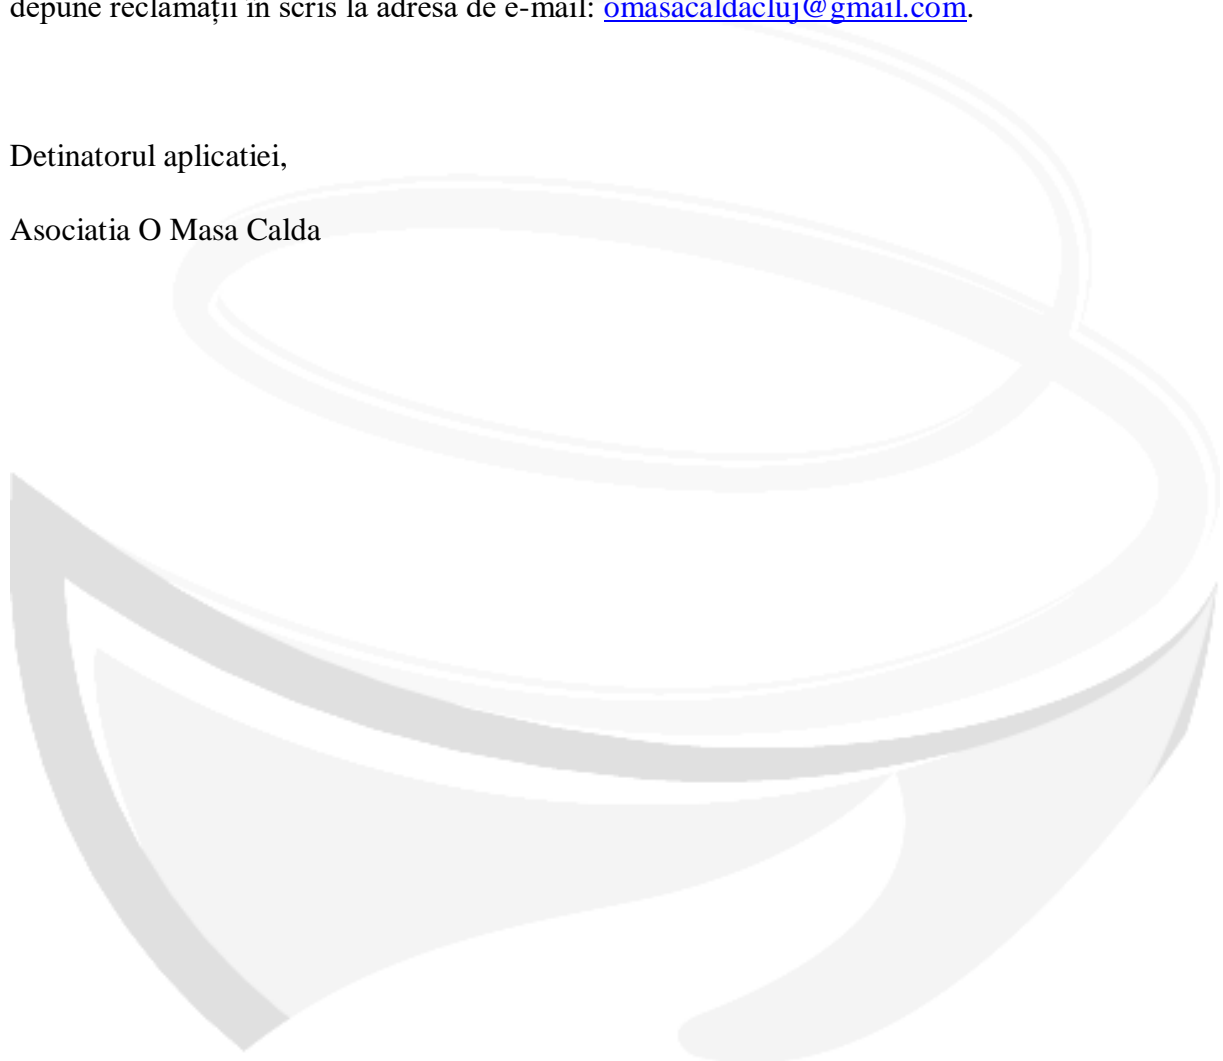 depune reclamații în scris la adresa de e-mail: omasacaldacluj@gmail.com.
Detinatorul aplicatiei,
Asociatia O Masa Calda